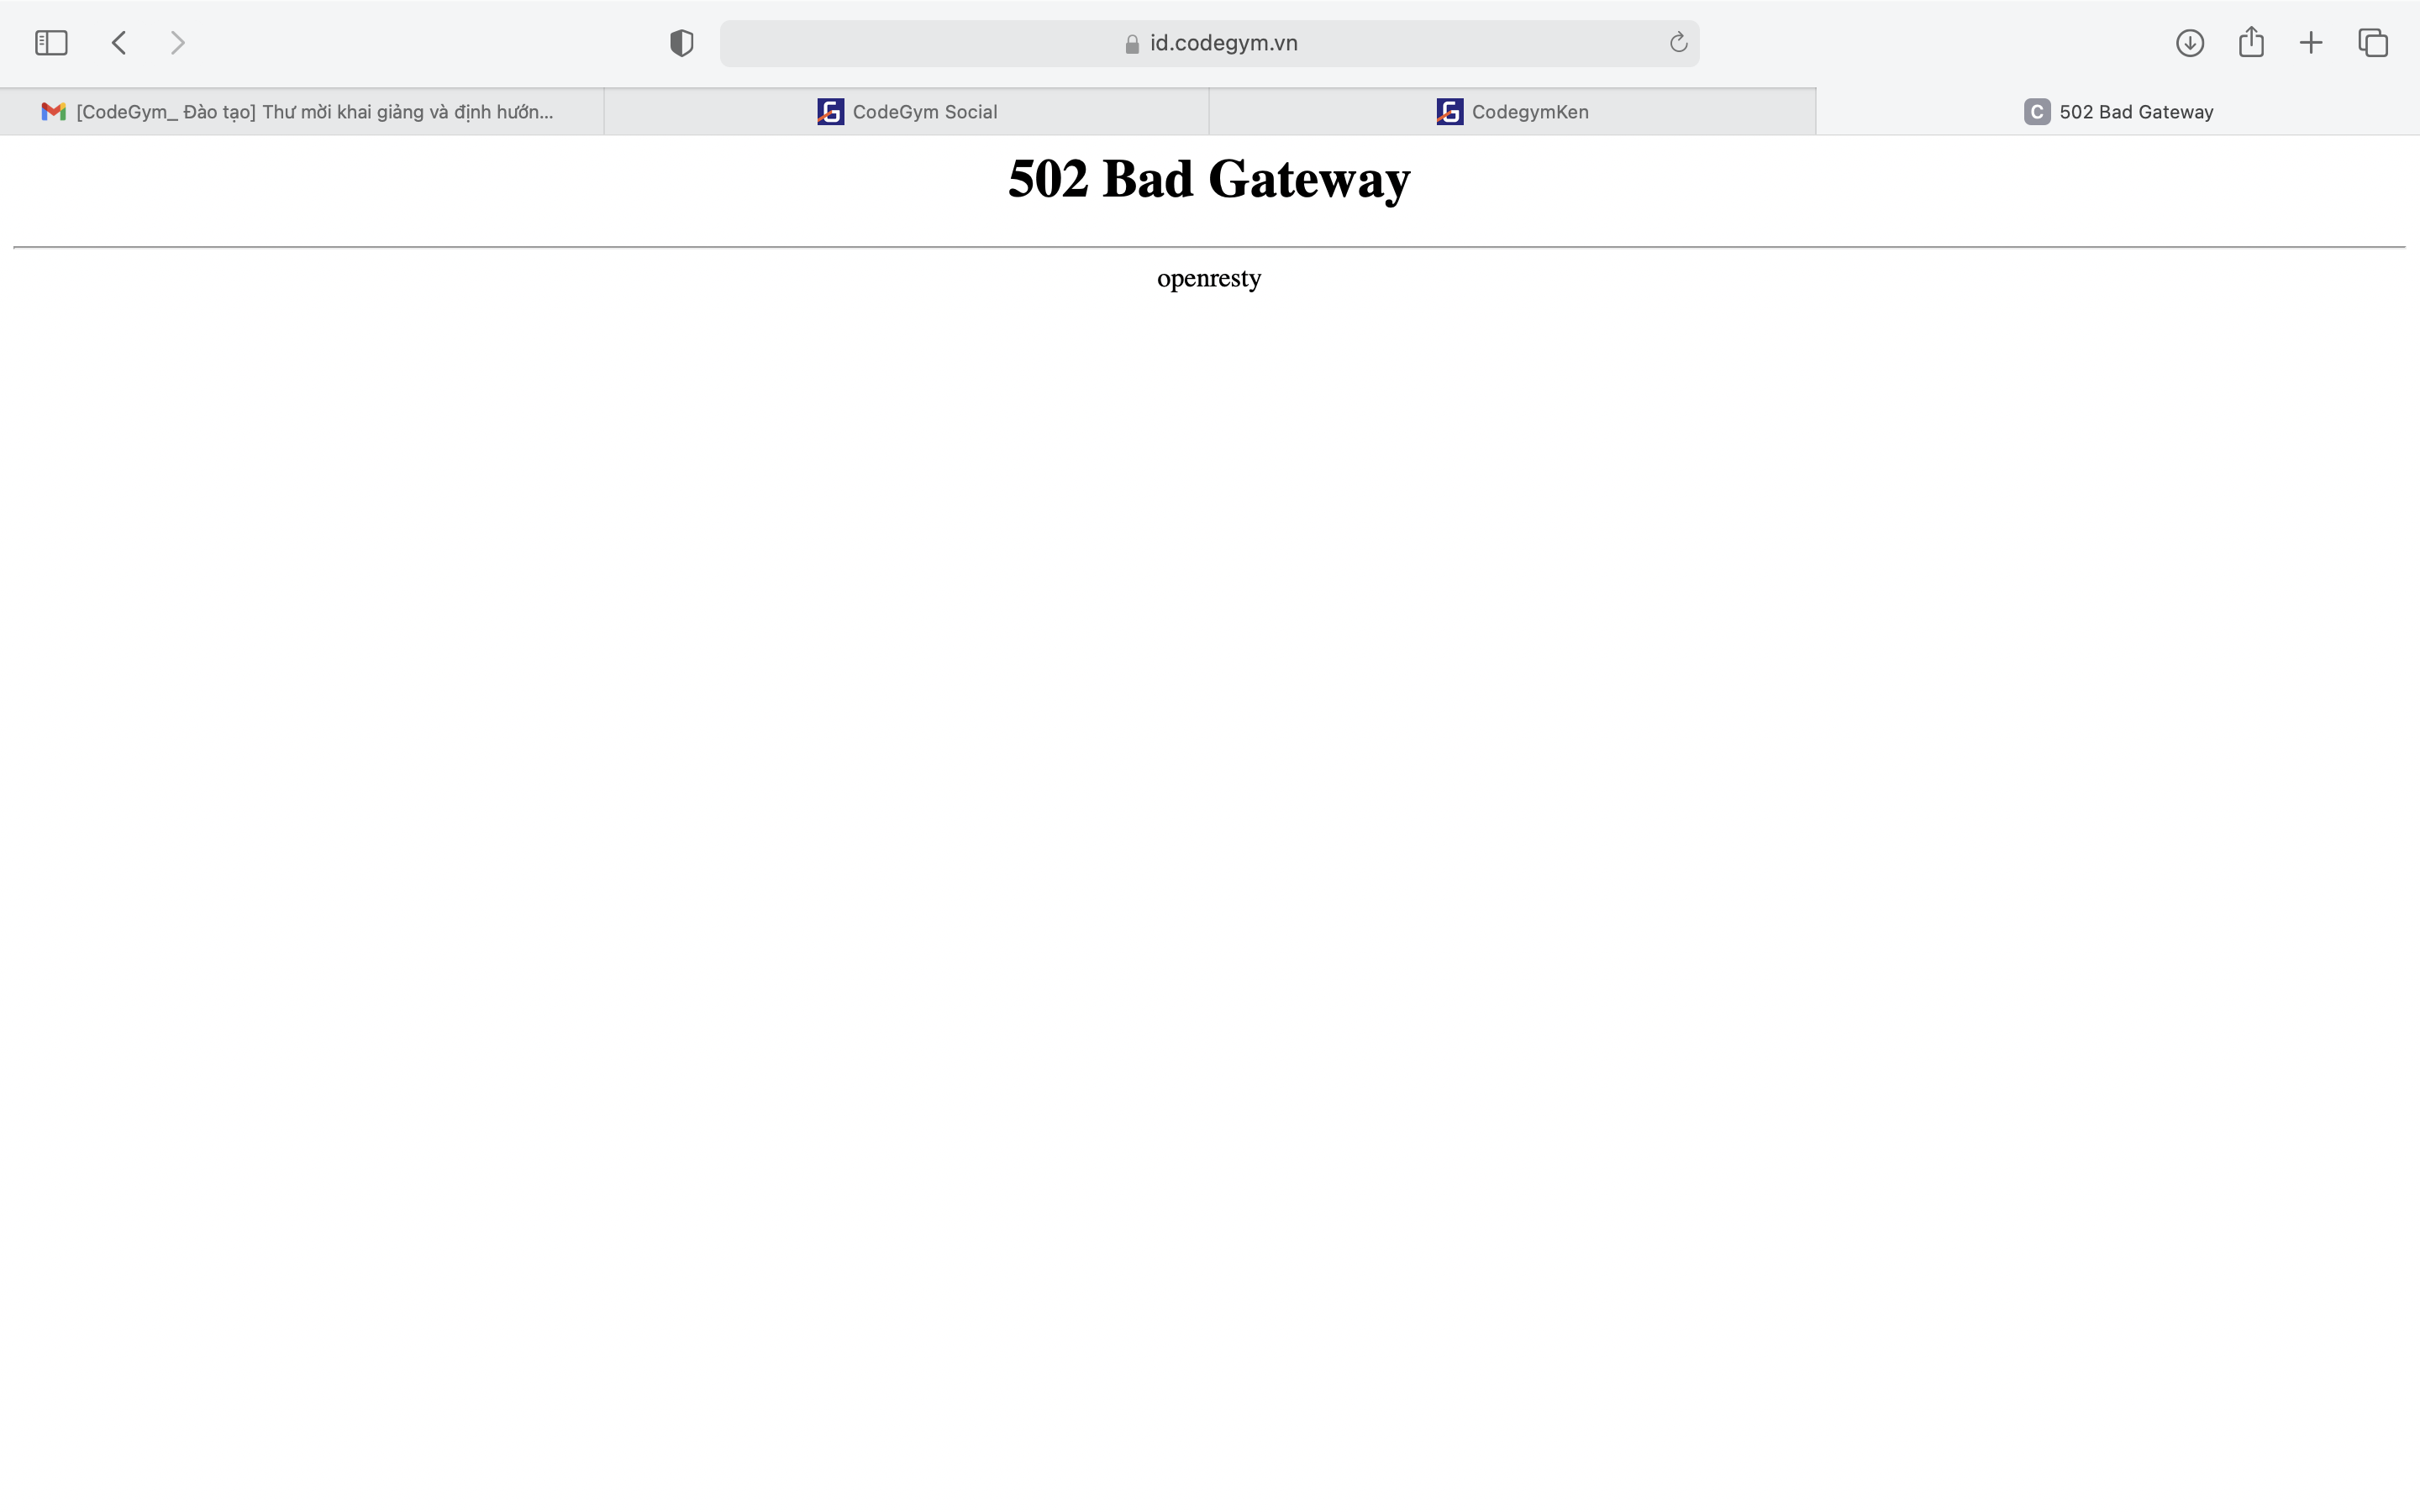 id.codegym.vn
[CodeGym_ Đào tạo] Thư mời khai giảng và định hướn...
CodeGym Social
CodegymKen
C 502 Bad Gateway
502 Bad Gateway
openresty